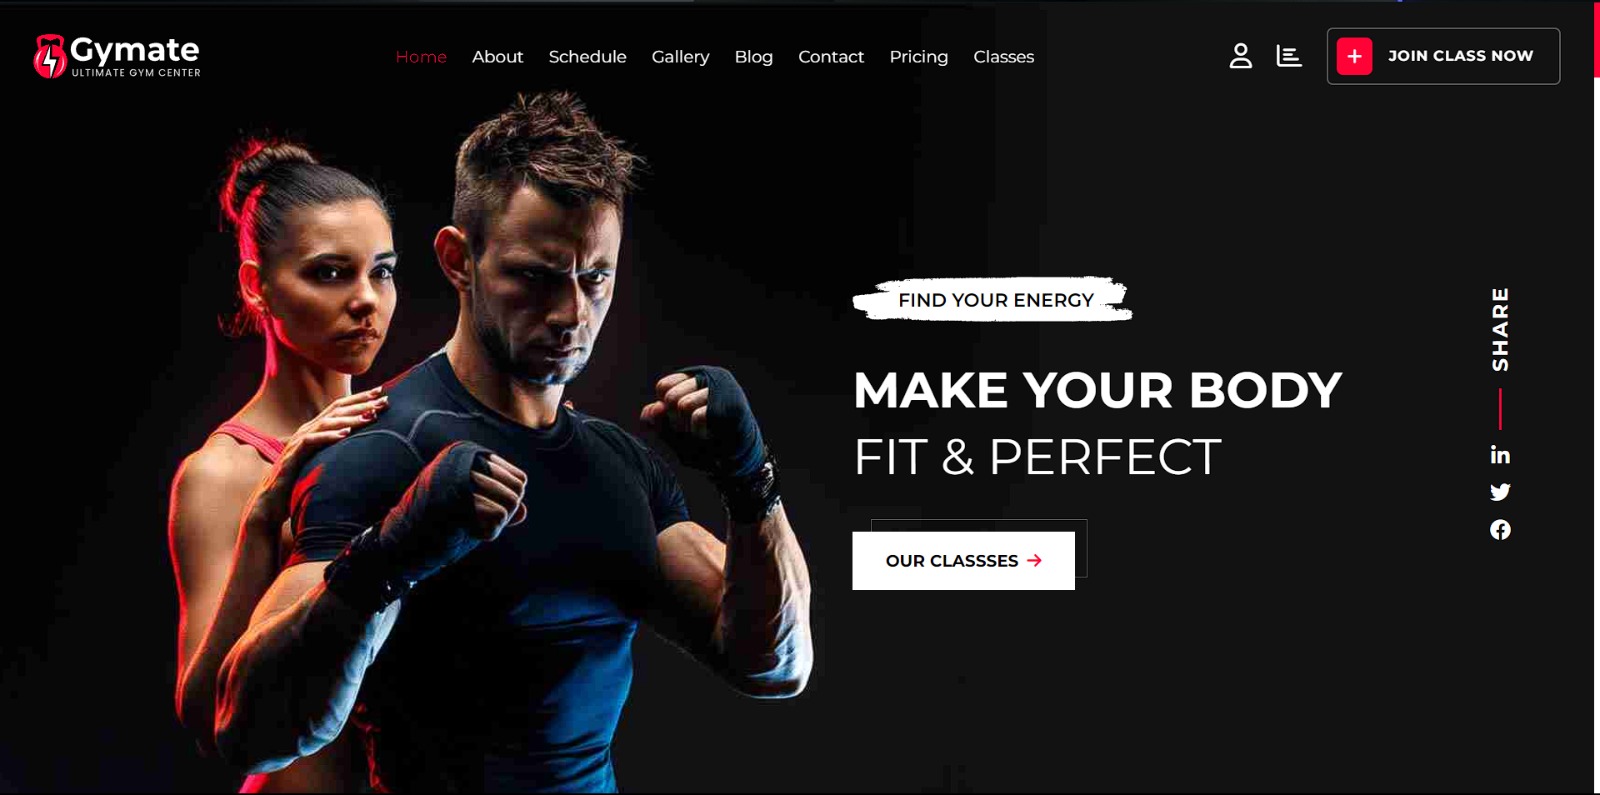 Gymate
ULTIMATE GYM CENTER
Home About Schedule Gallery Blog Contact Pricing Classes
JOIN CLASS NOW
FIND YOUR ENERGY
MAKE YOUR BODY
FIT & PERFECT
OUR CLASSSES
SHARE